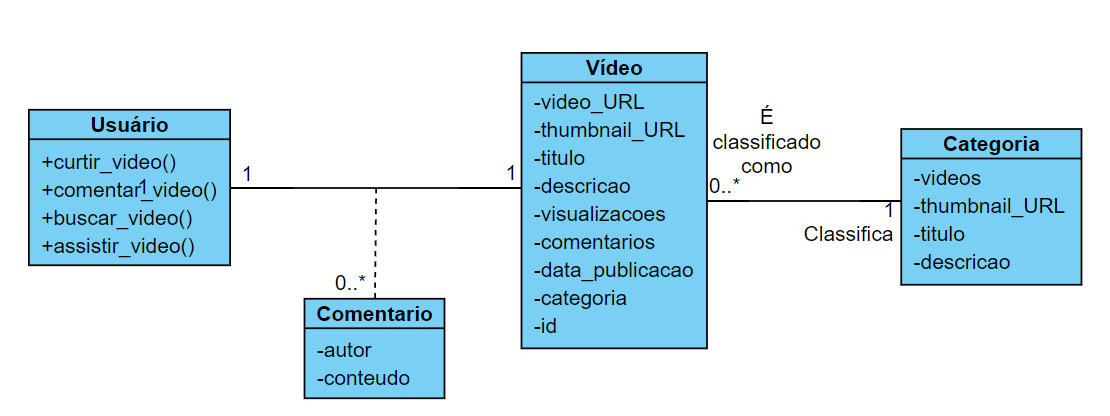 Usuário
+curtir_video()
+comentar_video()
1
+buscar_video()
+assistir_video()
1
1
0..*
Comentario
-autor
-conteudo
Vídeo
-video_URL
-thumbnail_URL
-titulo
-descricao
-visualizacoes
-comentarios
-data_publicacao
-categoria
-id
É
classificado
como
0..*
1
Classifica
Categoria
-videos
-thumbnail_URL
-titulo
-descricao